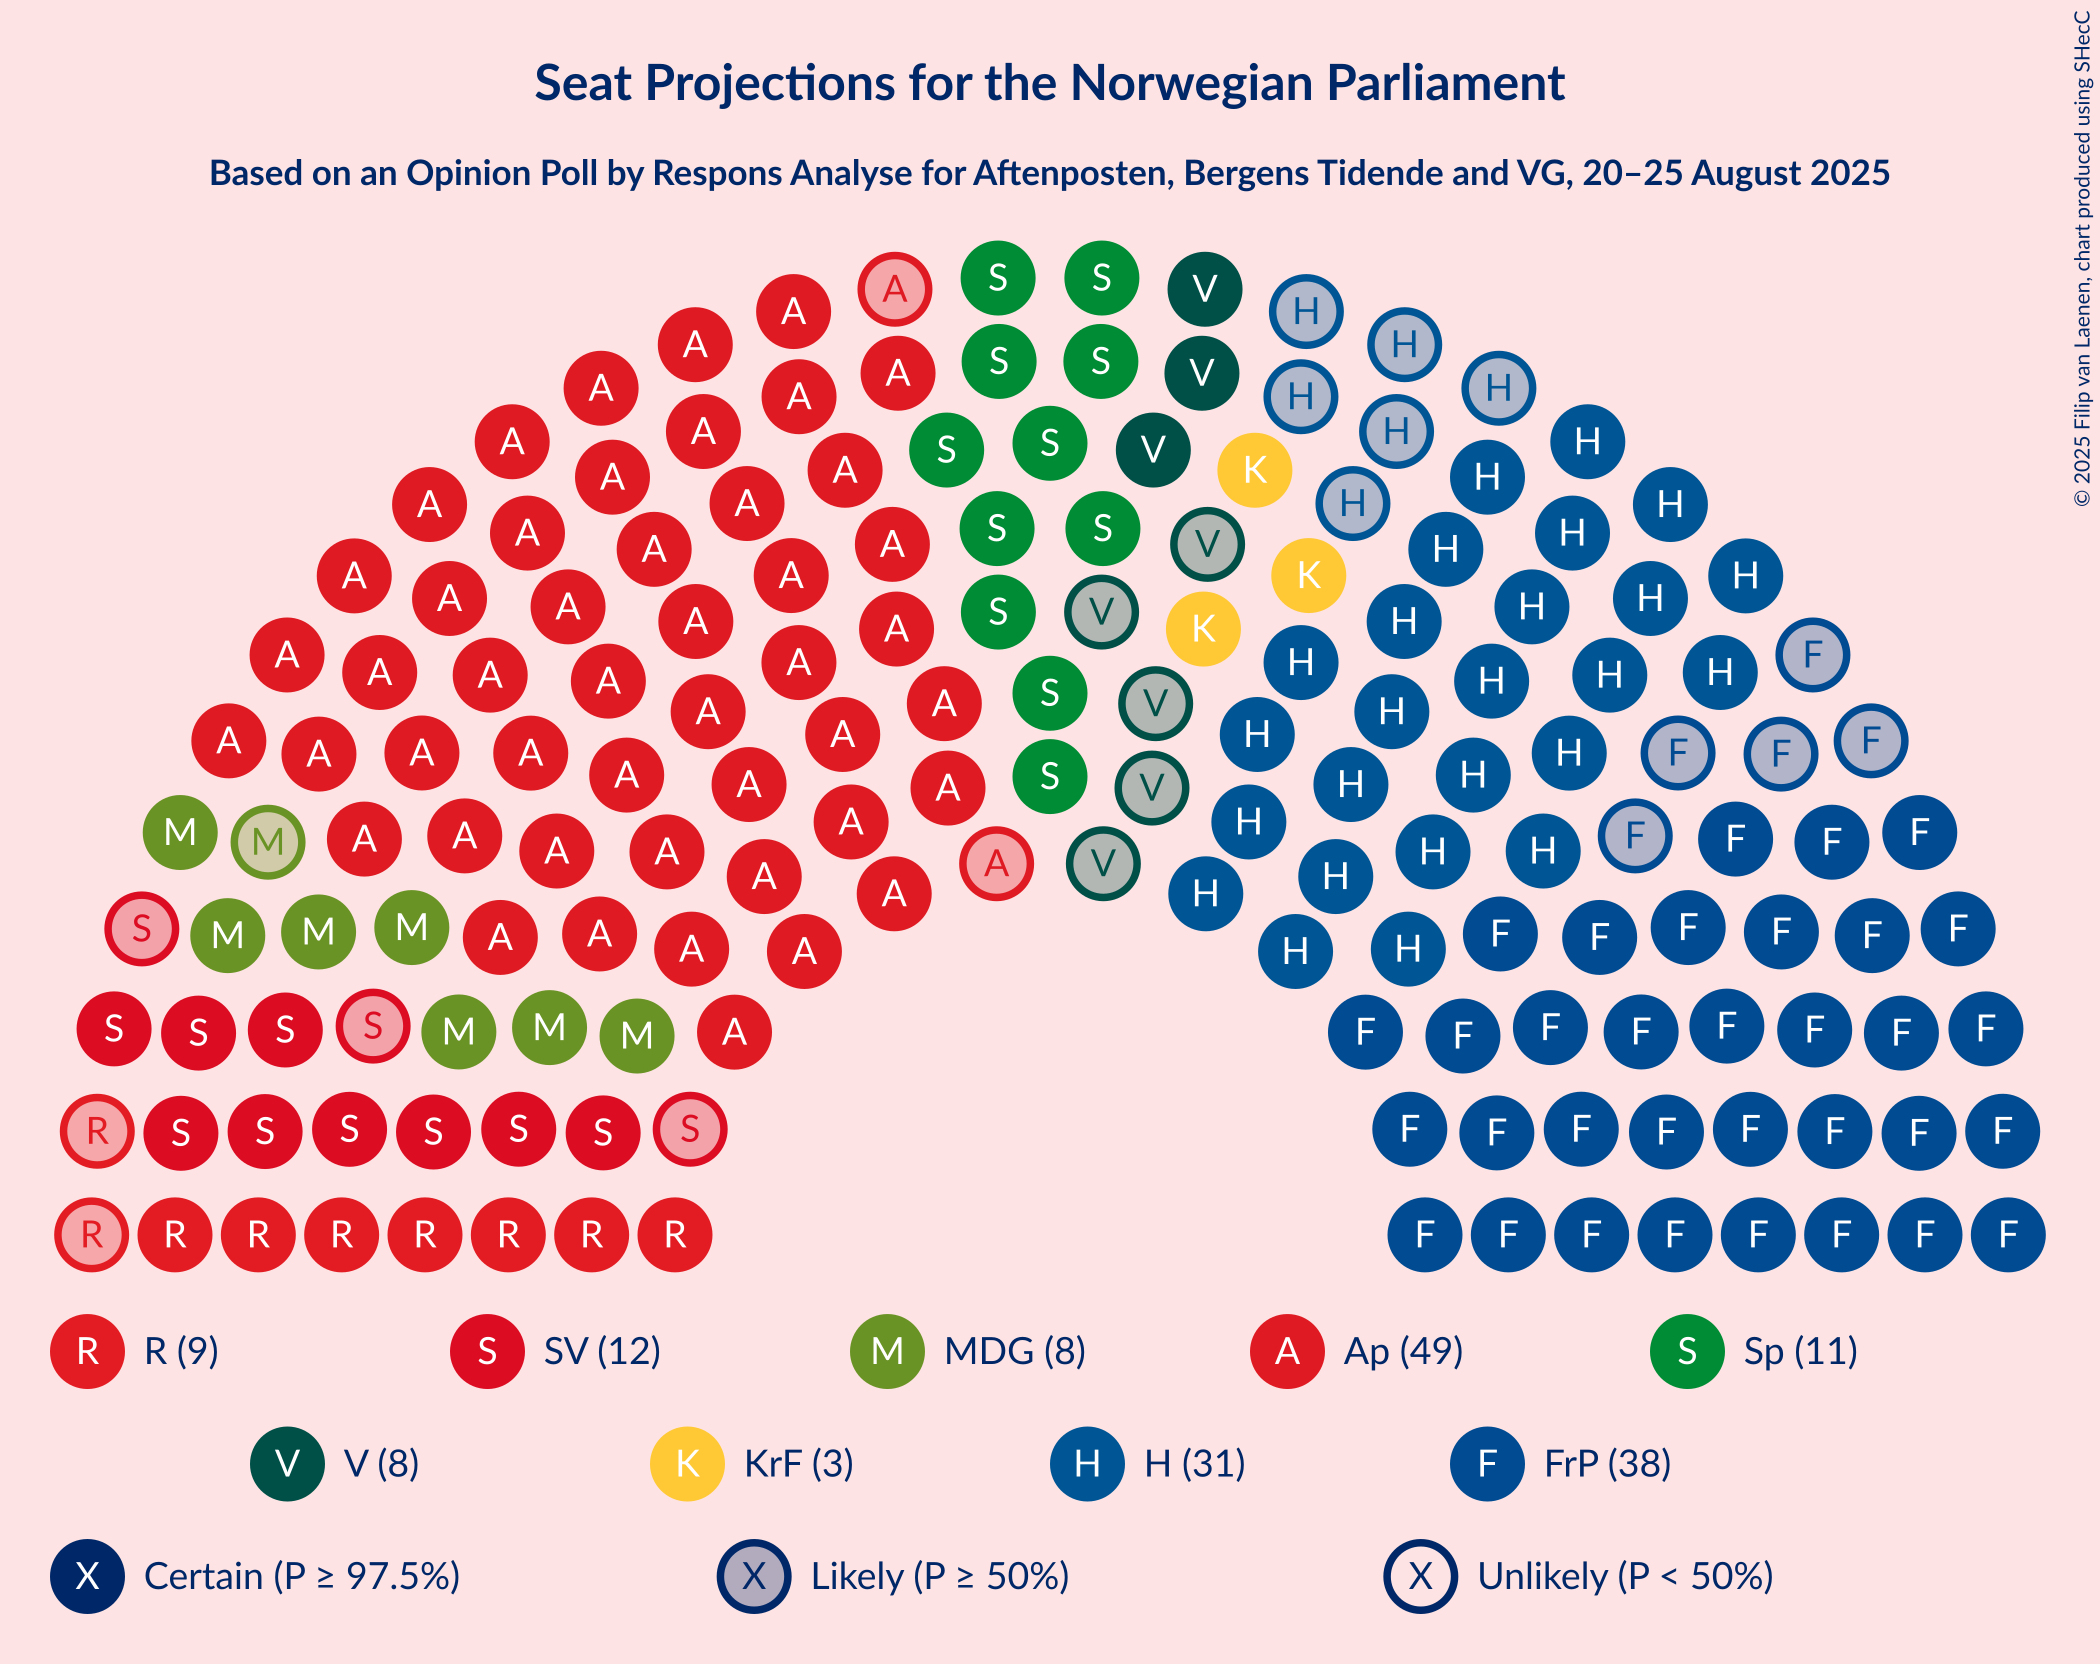 Seat Projections for the Norwegian Parliament
Based on an Opinion Poll by Respons Analyse for Aftenposten, Bergens Tidende and VG, 20–25 August 2025
© 2025 Filip van Laenen, chart produced using SHecC
A S S V H
A A H
A A S S V H H
A A H
A A S S V K H H
A A A S S V K H H H
A A A A S V K H H H H
A A A A A S V H H H H H F
A A A A A A S V H H H H F F F
M M A A A A A A A V H H H H F F F F
S M M M A A A A H H F F F F F F
S S S S M M M A F F F F F F F F
R S S S S S S S F F F F F F F F
R R R R R R R R F F F F F F F F
R R (9) S SV (12) M MDG (8) A Ap (49) S Sp (11)
V V (8) K KrF (3) H H (31) F FrP (38)
X Certain (P ≥ 97.5%) X Likely (P ≥ 50%) X Unlikely (P < 50%)